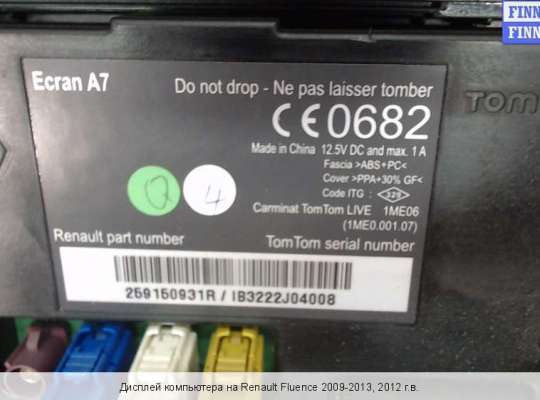 FINN
FINN
Ecran A7
Do not drop - Ne pas laisser tomber
TOM
CE0682
Made in China 12.5V DC and max. 1 A
Fascia >ABS+PC<
Cover >PPA+30% GF<
Code ITG : 325
Q 4
Carminat TomTom LIVE 1ME06
(1ME0.001.07)
Renault part number TomTom serial number
259150931R / IB3222J04008
Дисплей компьютера на Renault Fluence 2009-2013, 2012 г.в.